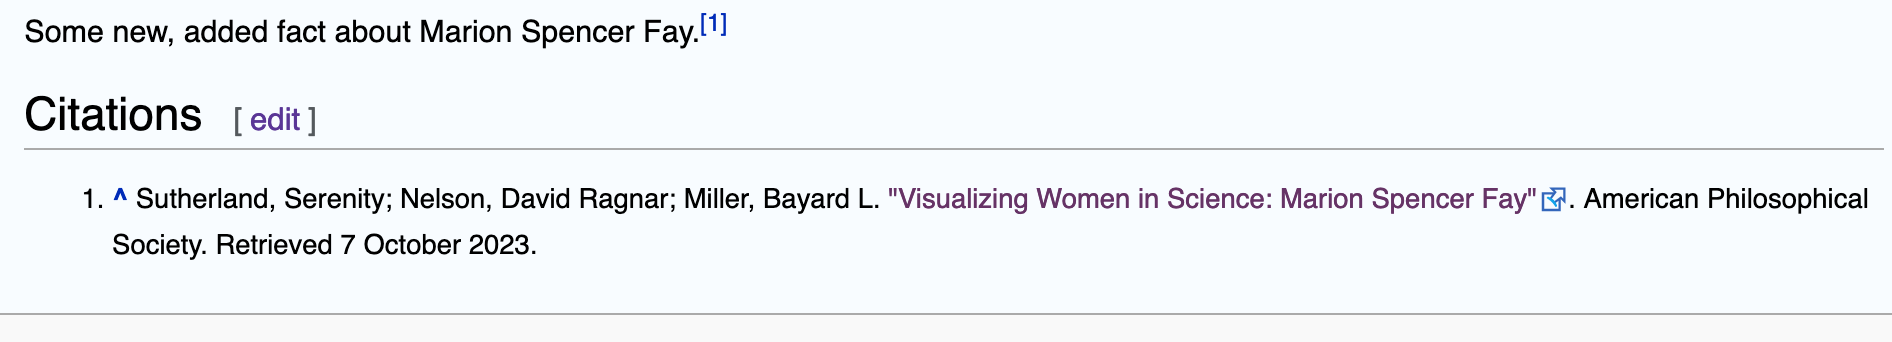 Some new, added fact about Marion Spencer Fay.[1]
Citations [ edit ]
1. ^ Sutherland, Serenity; Nelson, David Ragnar; Miller, Bayard L. "Visualizing Women in Science: Marion Spencer Fay". American Philosophical
Society. Retrieved 7 October 2023.